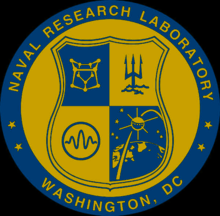 NAVAL RESEARCH LABORATORY
WASHINGTON, DC